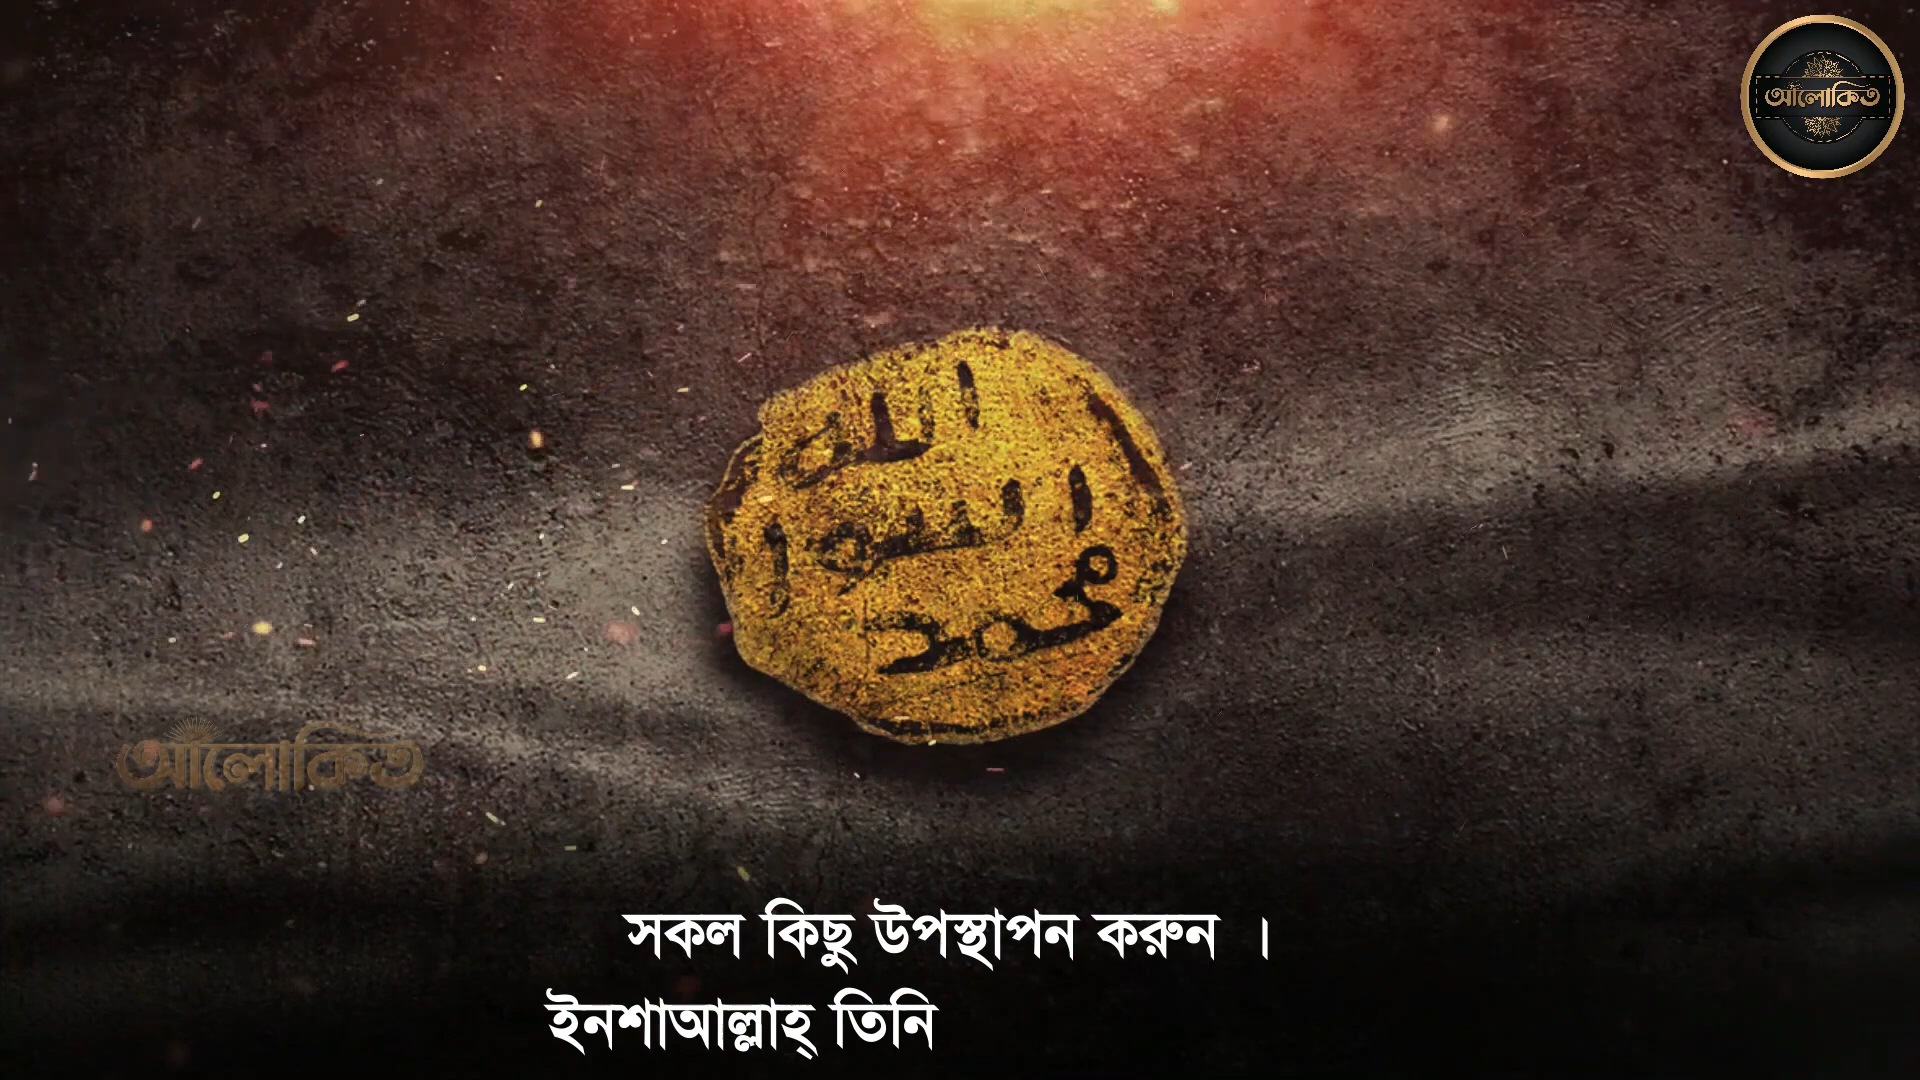 আলোকিত
الله
رسول
محمد
আলোকিত
সকল কিছু উপস্থাপন করুন ।
ইনশাআল্লাহ্ তিনি